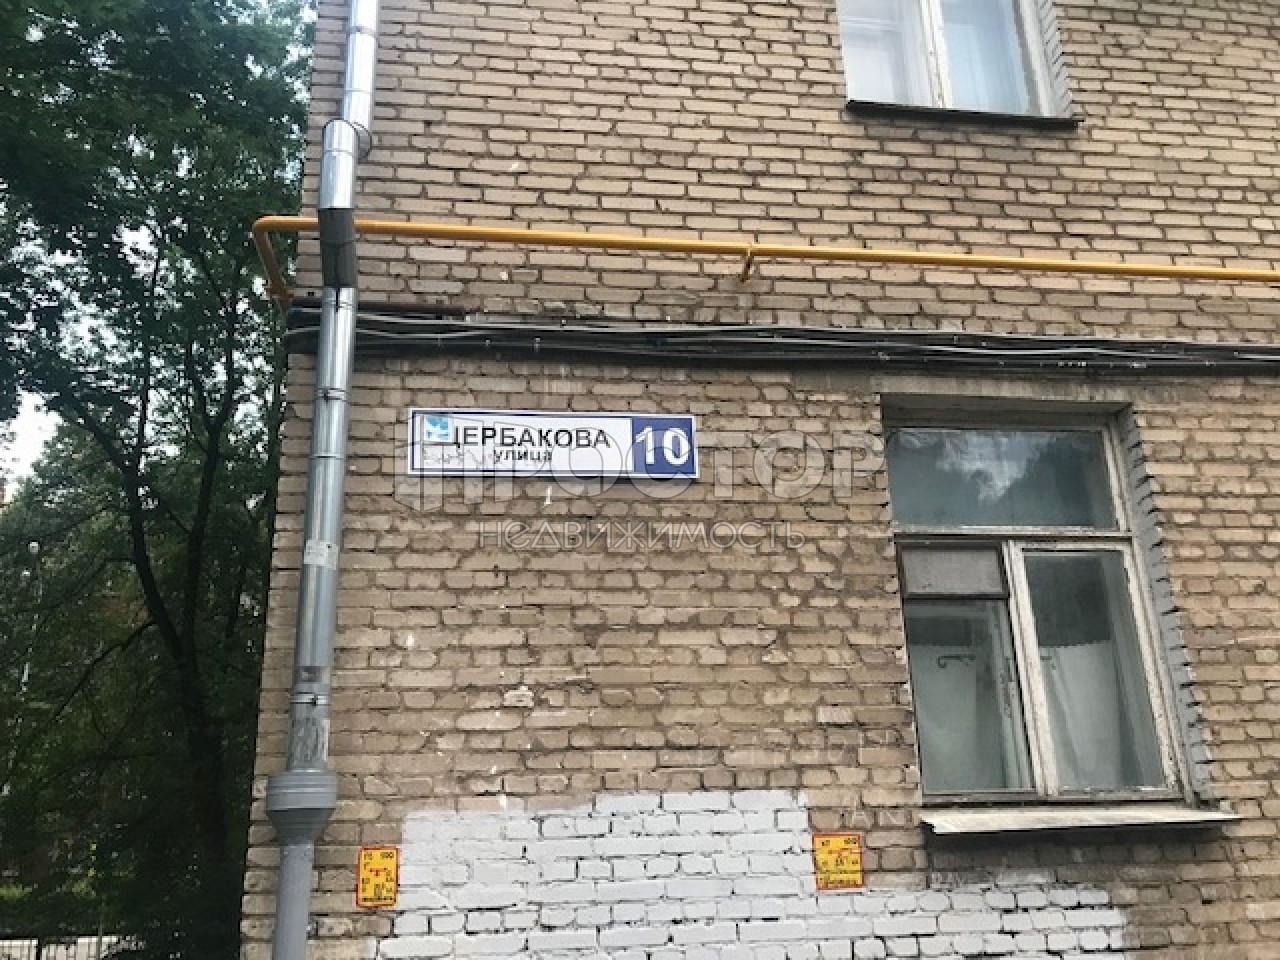 ЩЕРБАКОВА
улица
10
ПРОСТОР
недвижимость